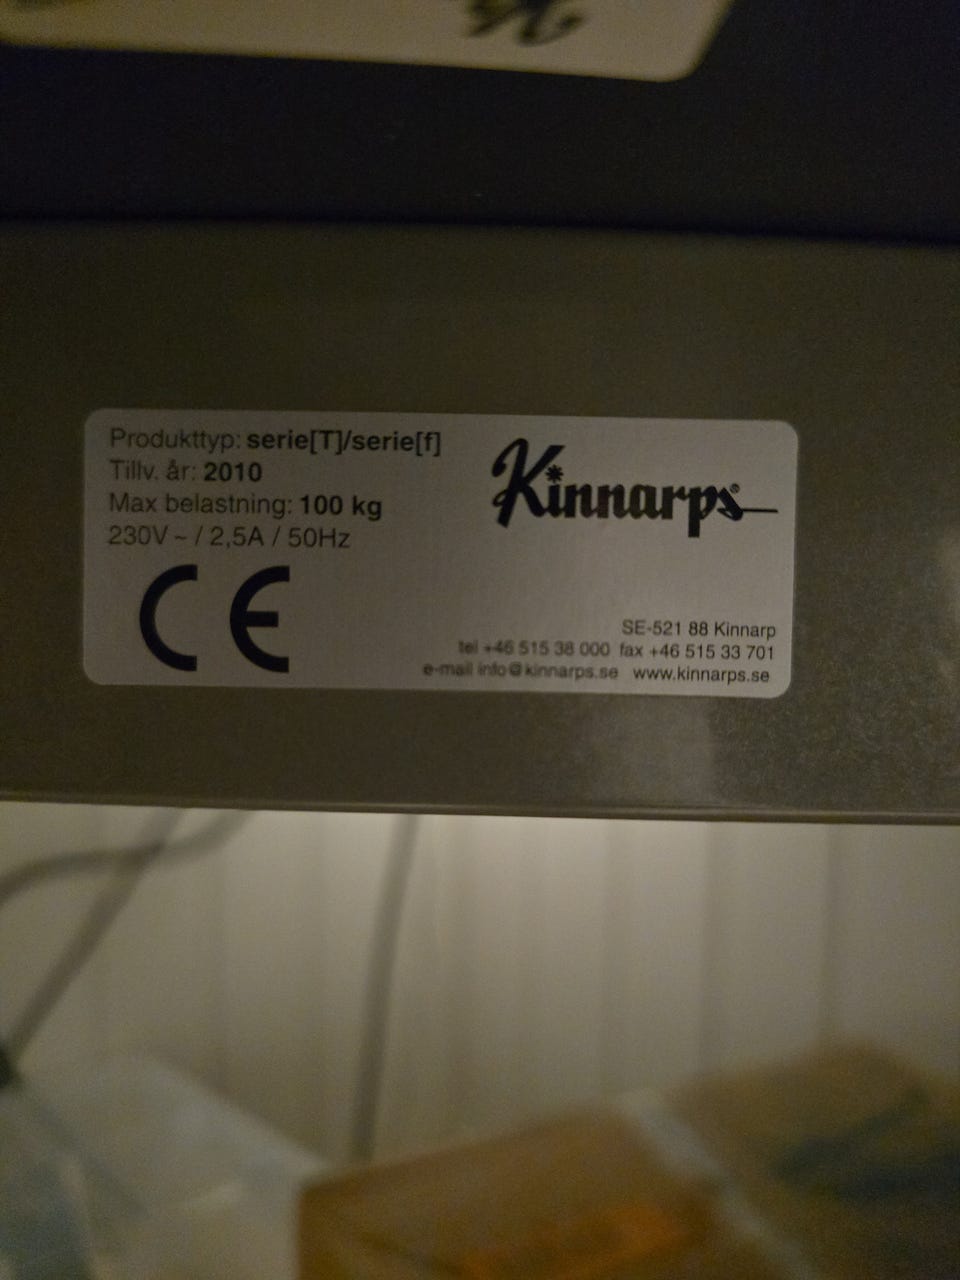 Produkttyp: serie[T]/serie[f]
Tillv. år: 2010
Max belastning: 100 kg
230V ~ / 2,5A / 50Hz
CE
Kinnarps®
SE-521 88 Kinnarp
tel +46 515 38 000 fax +46 515 33 701
e-mail info@kinnarps.se www.kinnarps.se